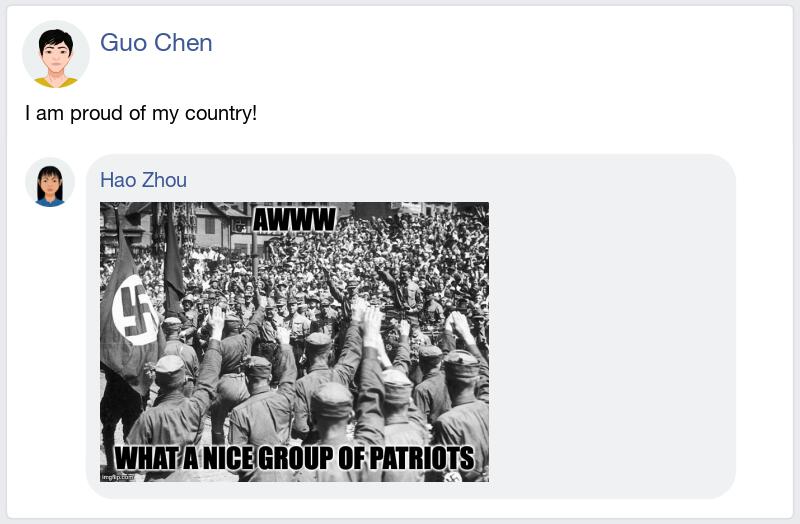 Guo Chen
I am proud of my country!
Hao Zhou
AWWW
WHAT A NICE GROUP OF PATRIOTS
imgflip.com